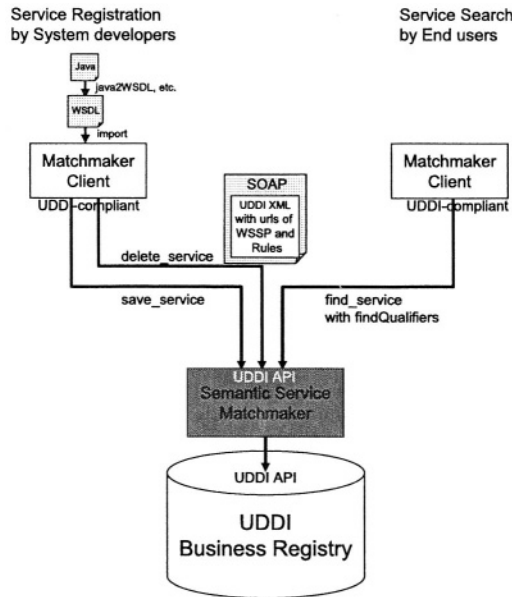 Service Registration
by System developers
Service Search
by End users
Java
java2WSDL, etc.
WSDL
import
Matchmaker
Client
UDDI-compliant
SOAP
UDDI XML
with urls of
WSSP and
Rules
Matchmaker
Client
UDDI-compliant
delete_service
save_service
find_service
with findQualifiers
UDDI API
Semantic Service
Matchmaker
UDDI API
UDDI
Business Registry